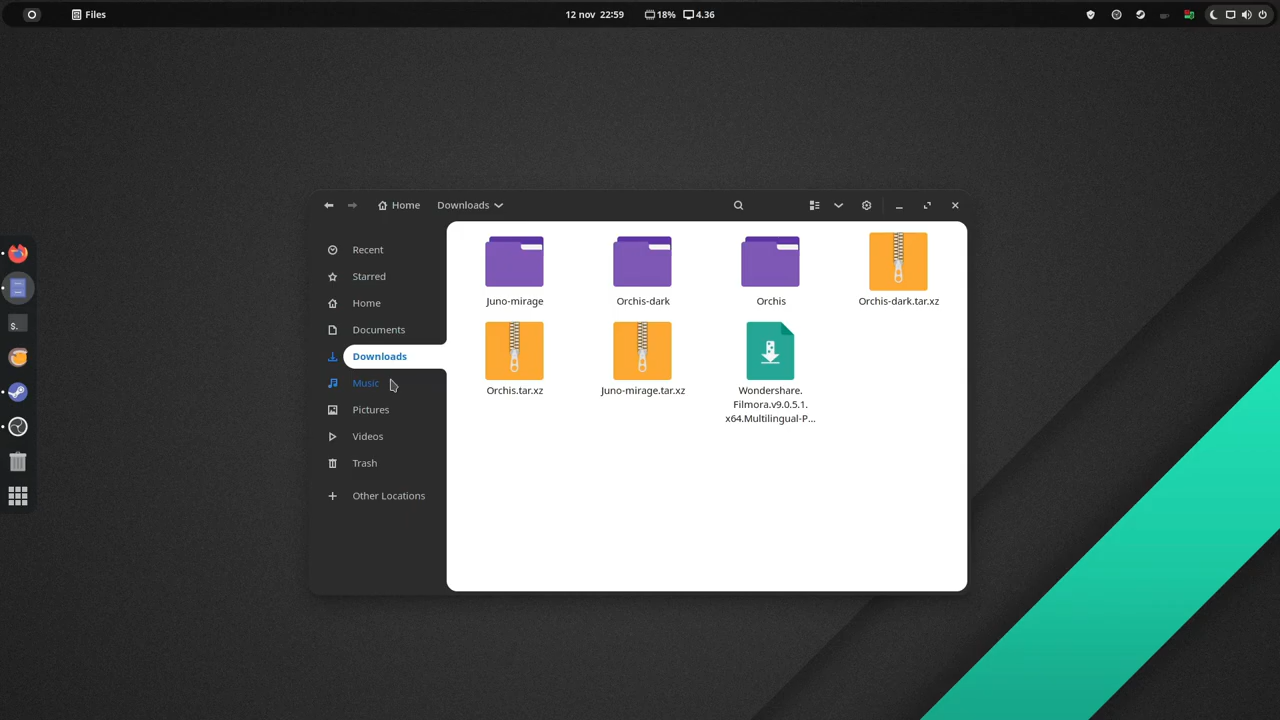 Files
12 nov 22:59
18%
4.36
Home
Downloads
Recent
Starred
Home
Documents
Downloads
Music
Pictures
Videos
Trash
Other Locations
Juno-mirage
Orchis-dark
Orchis
Orchis-dark.tar.xz
Orchis.tar.xz
Juno-mirage.tar.xz
Wondershare.
Filmora.v9.0.5.1.
x64.Multilingual-P...